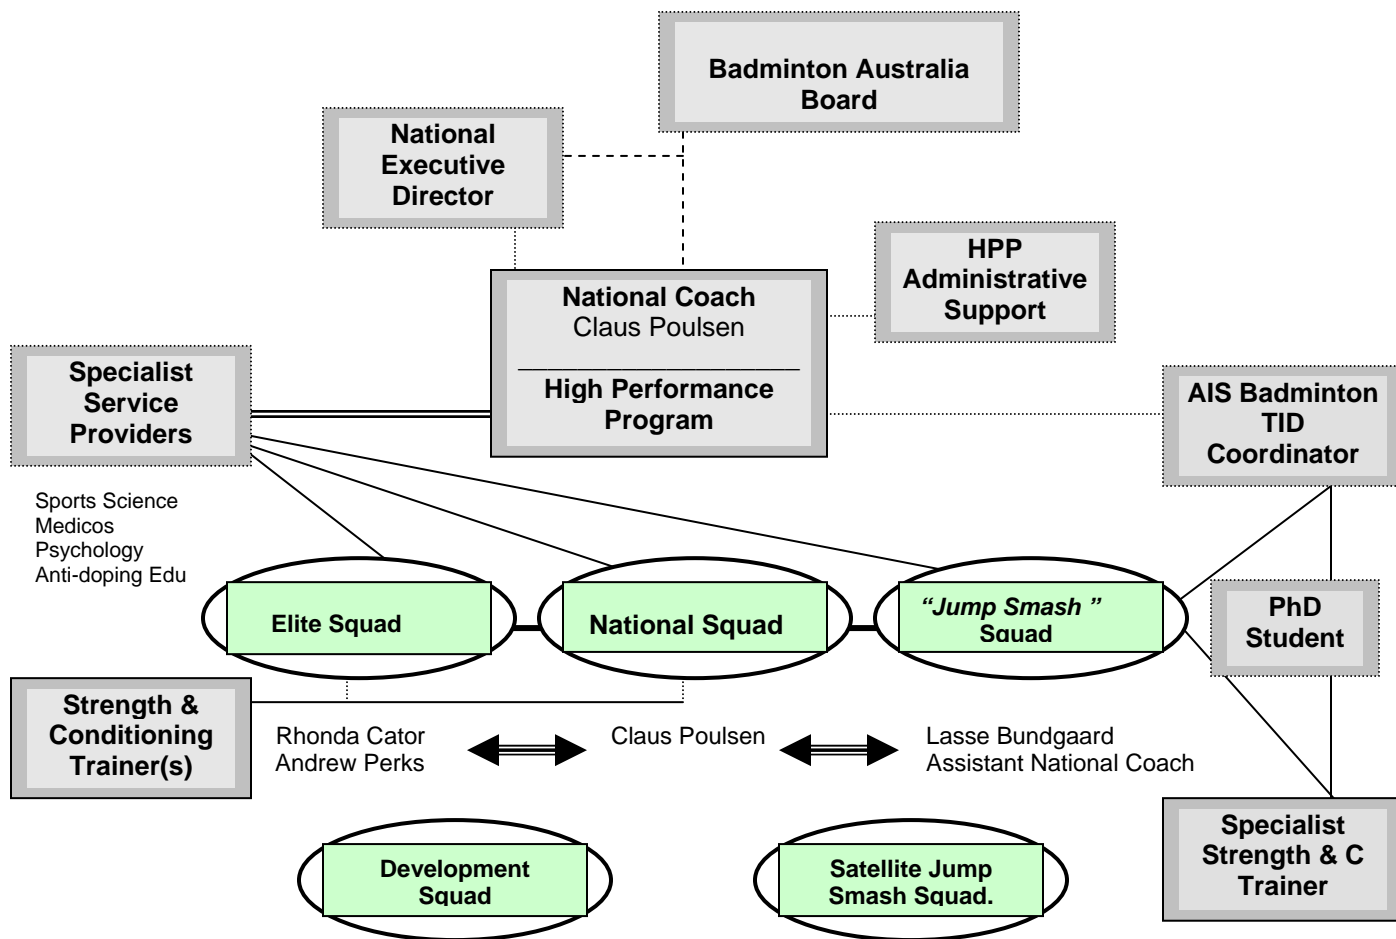 Badminton Australia
Board
National
Executive
Director
HPP
Administrative
Support
National Coach
Claus Poulsen
High Performance
Program
Specialist
Service
Providers
AIS Badminton
TID
Coordinator
Sports Science
Medicos
Psychology
Anti-doping Edu
Elite Squad
National Squad
“Jump Smash ”
Squad
PhD
Student
Strength &
Conditioning
Trainer(s)
Rhonda Cator
Andrew Perks
Claus Poulsen
Lasse Bundgaard
Assistant National Coach
Specialist
Strength & C
Trainer
Development
Squad
Satellite Jump
Smash Squad.